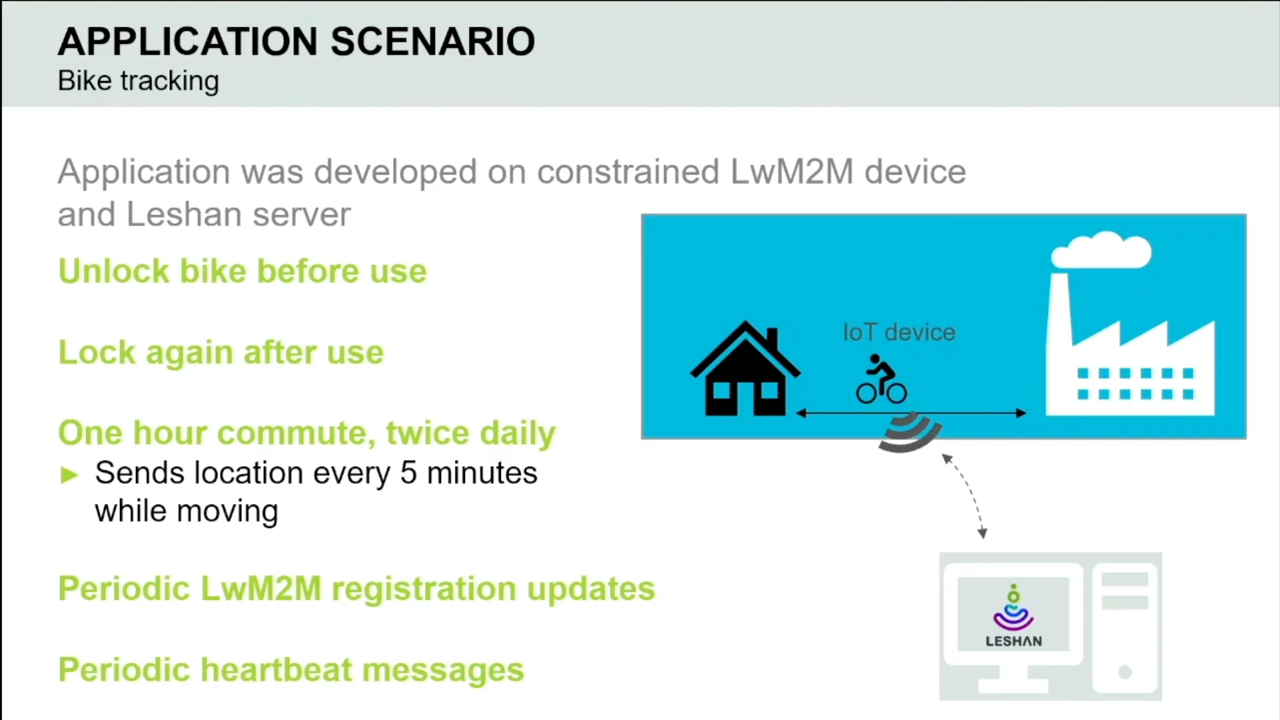 APPLICATION SCENARIO
Bike tracking
Application was developed on constrained LwM2M device
and Leshan server
Unlock bike before use
Lock again after use
One hour commute, twice daily
► Sends location every 5 minutes
while moving
Periodic LwM2M registration updates
Periodic heartbeat messages
IoT device
LESHΛN